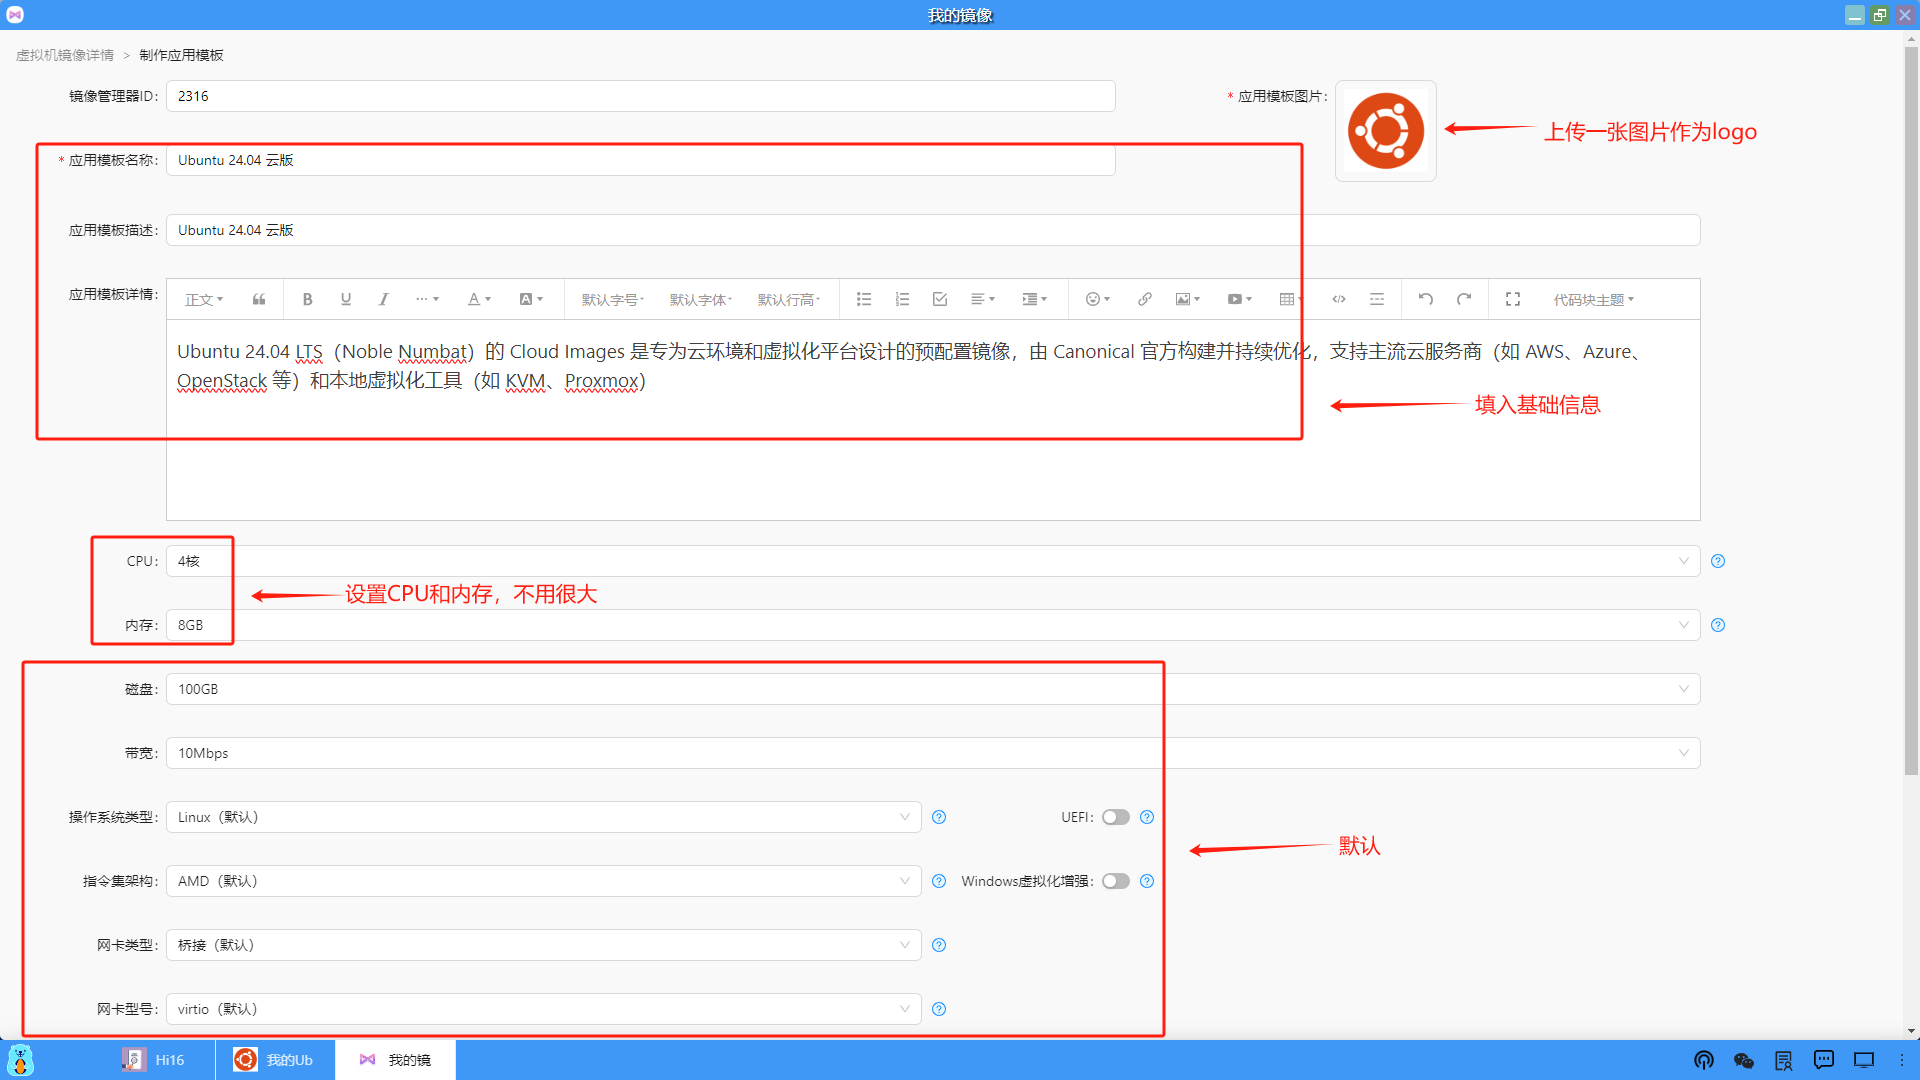 我的镜像
虚拟机镜像详情 > 制作应用模板
镜像管理器ID: 2316
* 应用模板图片:
上传一张图片作为logo
* 应用模板名称: Ubuntu 24.04 云版
应用模板描述: Ubuntu 24.04 云版
应用模板详情: 正文 B U I ··· A A 默认字号 默认字体 默认行高 代码块主题
Ubuntu 24.04 LTS（Noble Numbat）的 Cloud Images 是专为云环境和虚拟化平台设计的预配置镜像，由 Canonical 官方构建并持续优化，支持主流云服务商（如 AWS、Azure、
OpenStack 等）和本地虚拟化工具（如 KVM、Proxmox）
填入基础信息
CPU: 4核
设置CPU和内存，不用很大
内存: 8GB
磁盘: 100GB
带宽: 10Mbps
操作系统类型: Linux（默认） UEFI:
默认
指令集架构: AMD（默认） Windows虚拟化增强:
网卡类型: 桥接（默认）
网卡型号: virtio（默认）
Hi16 我的Ub 我的镜